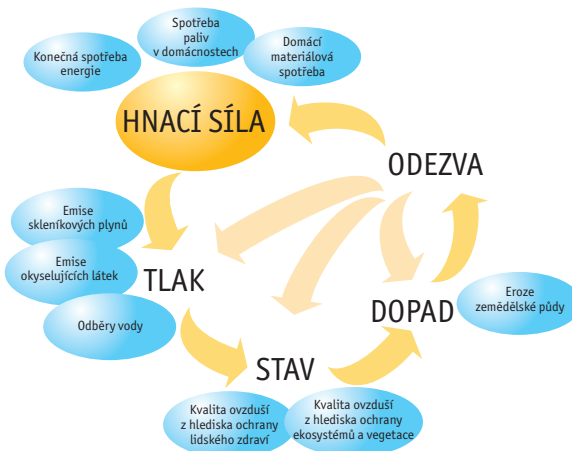 Spotřeba
paliv
v domácnostech
Konečná spotřeba
energie
Domácí
materiálová
spotřeba
HNACÍ SÍLA
ODEZVA
Emise
skleníkových plynů
Emise
okyselujících látek
TLAK
Odběry vody
DOPAD
Eroze
zemědělské půdy
STAV
Kvalita ovzduší
z hlediska ochrany
lidského zdraví
Kvalita ovzduší
z hlediska ochrany
ekosystémů a vegetace